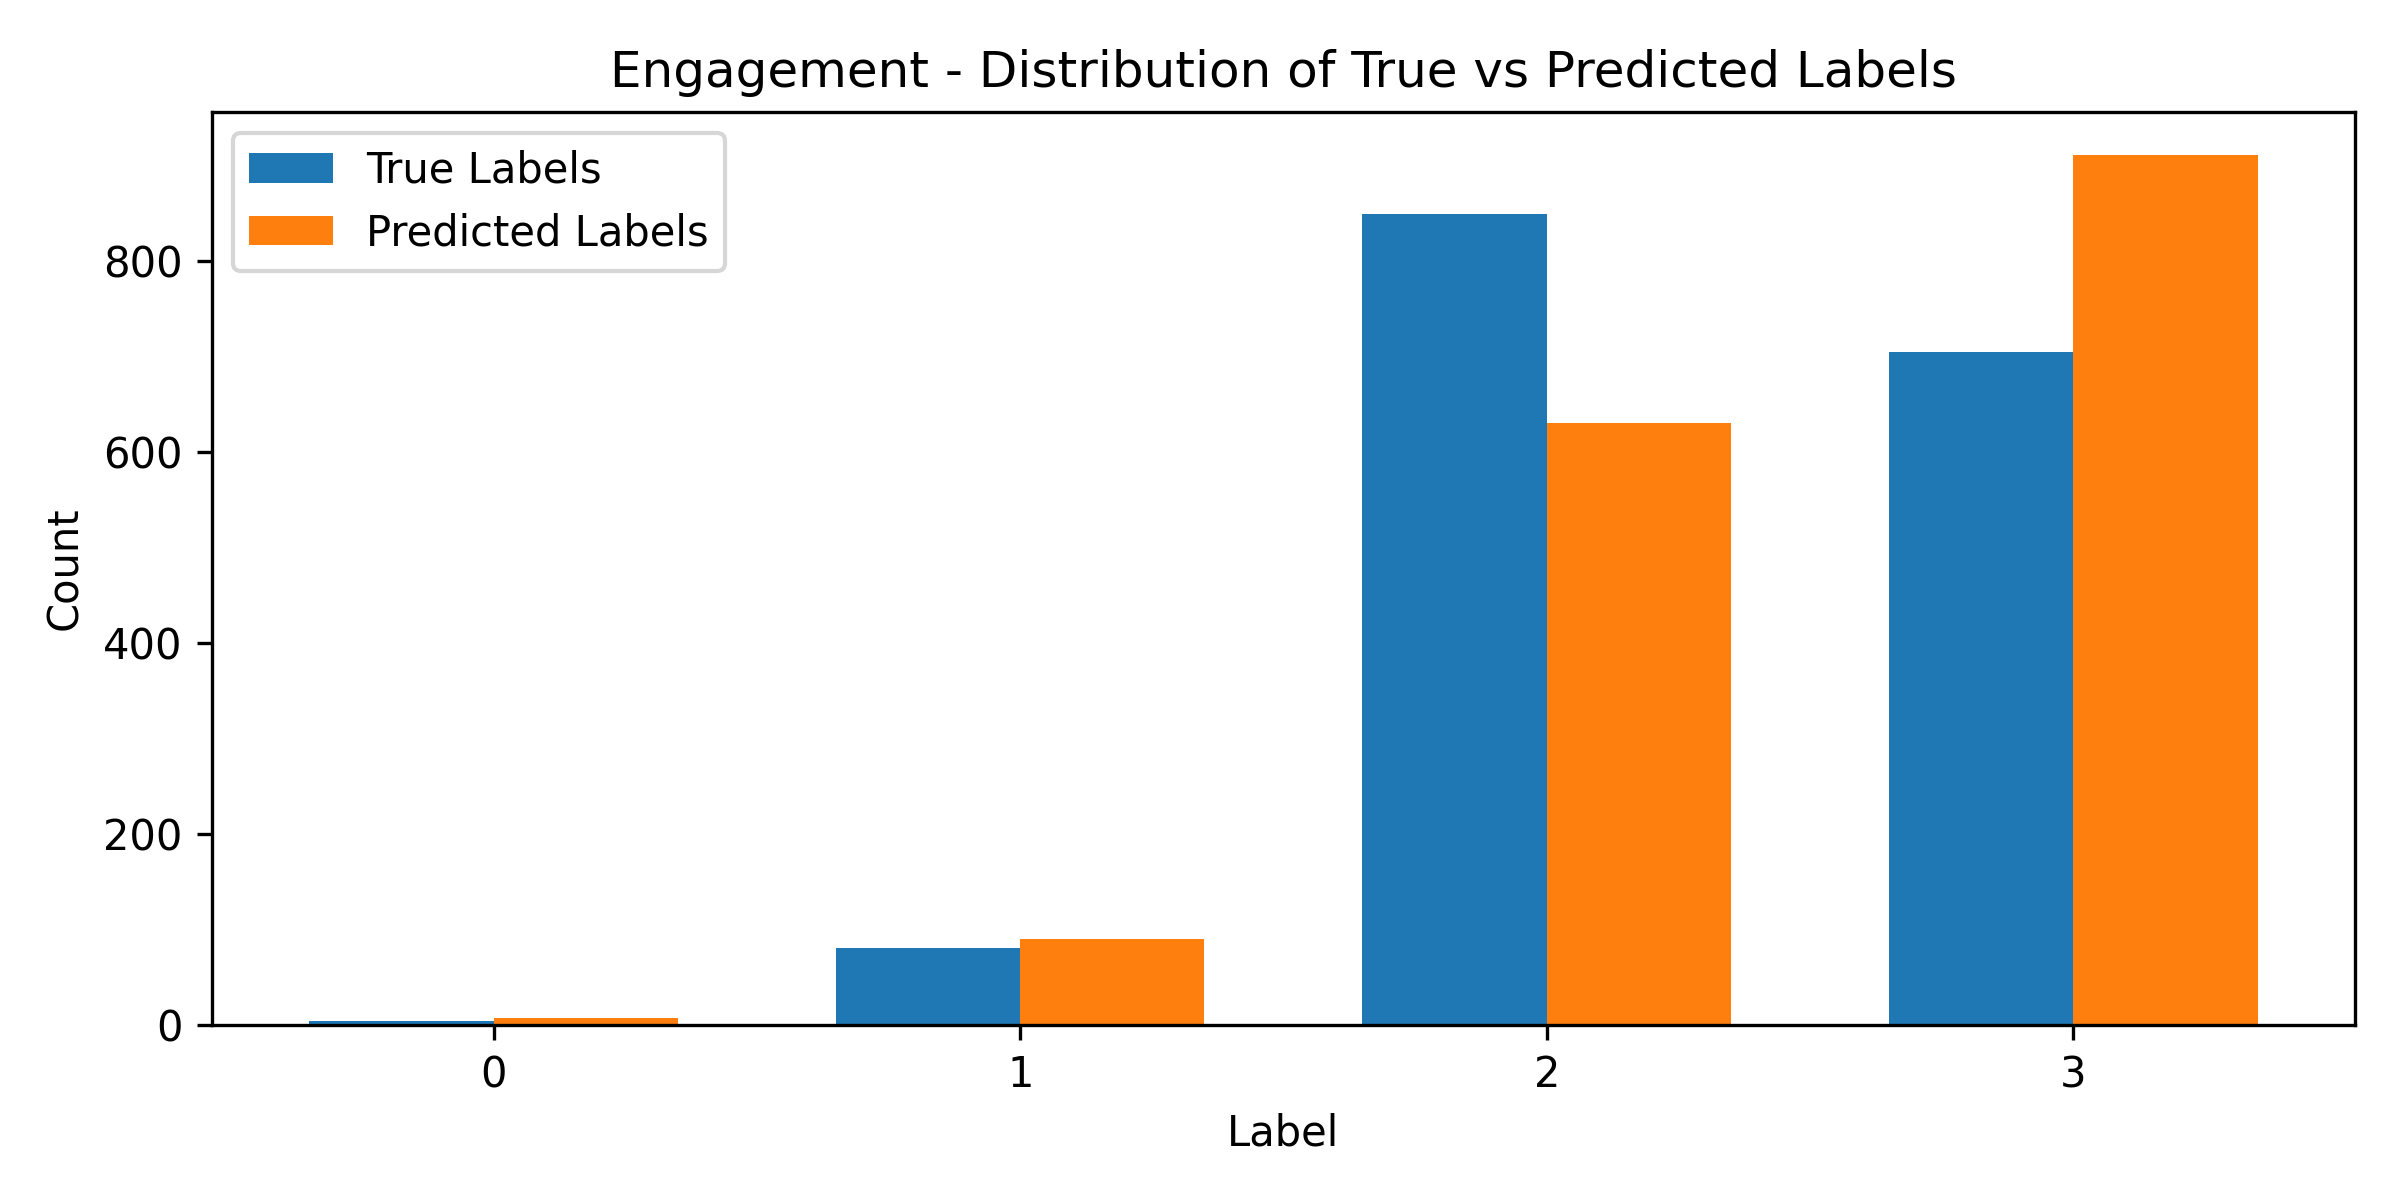 Engagement - Distribution of True vs Predicted Labels
True Labels
Predicted Labels
800
600
400
200
0
Count
0 1 2 3
Label